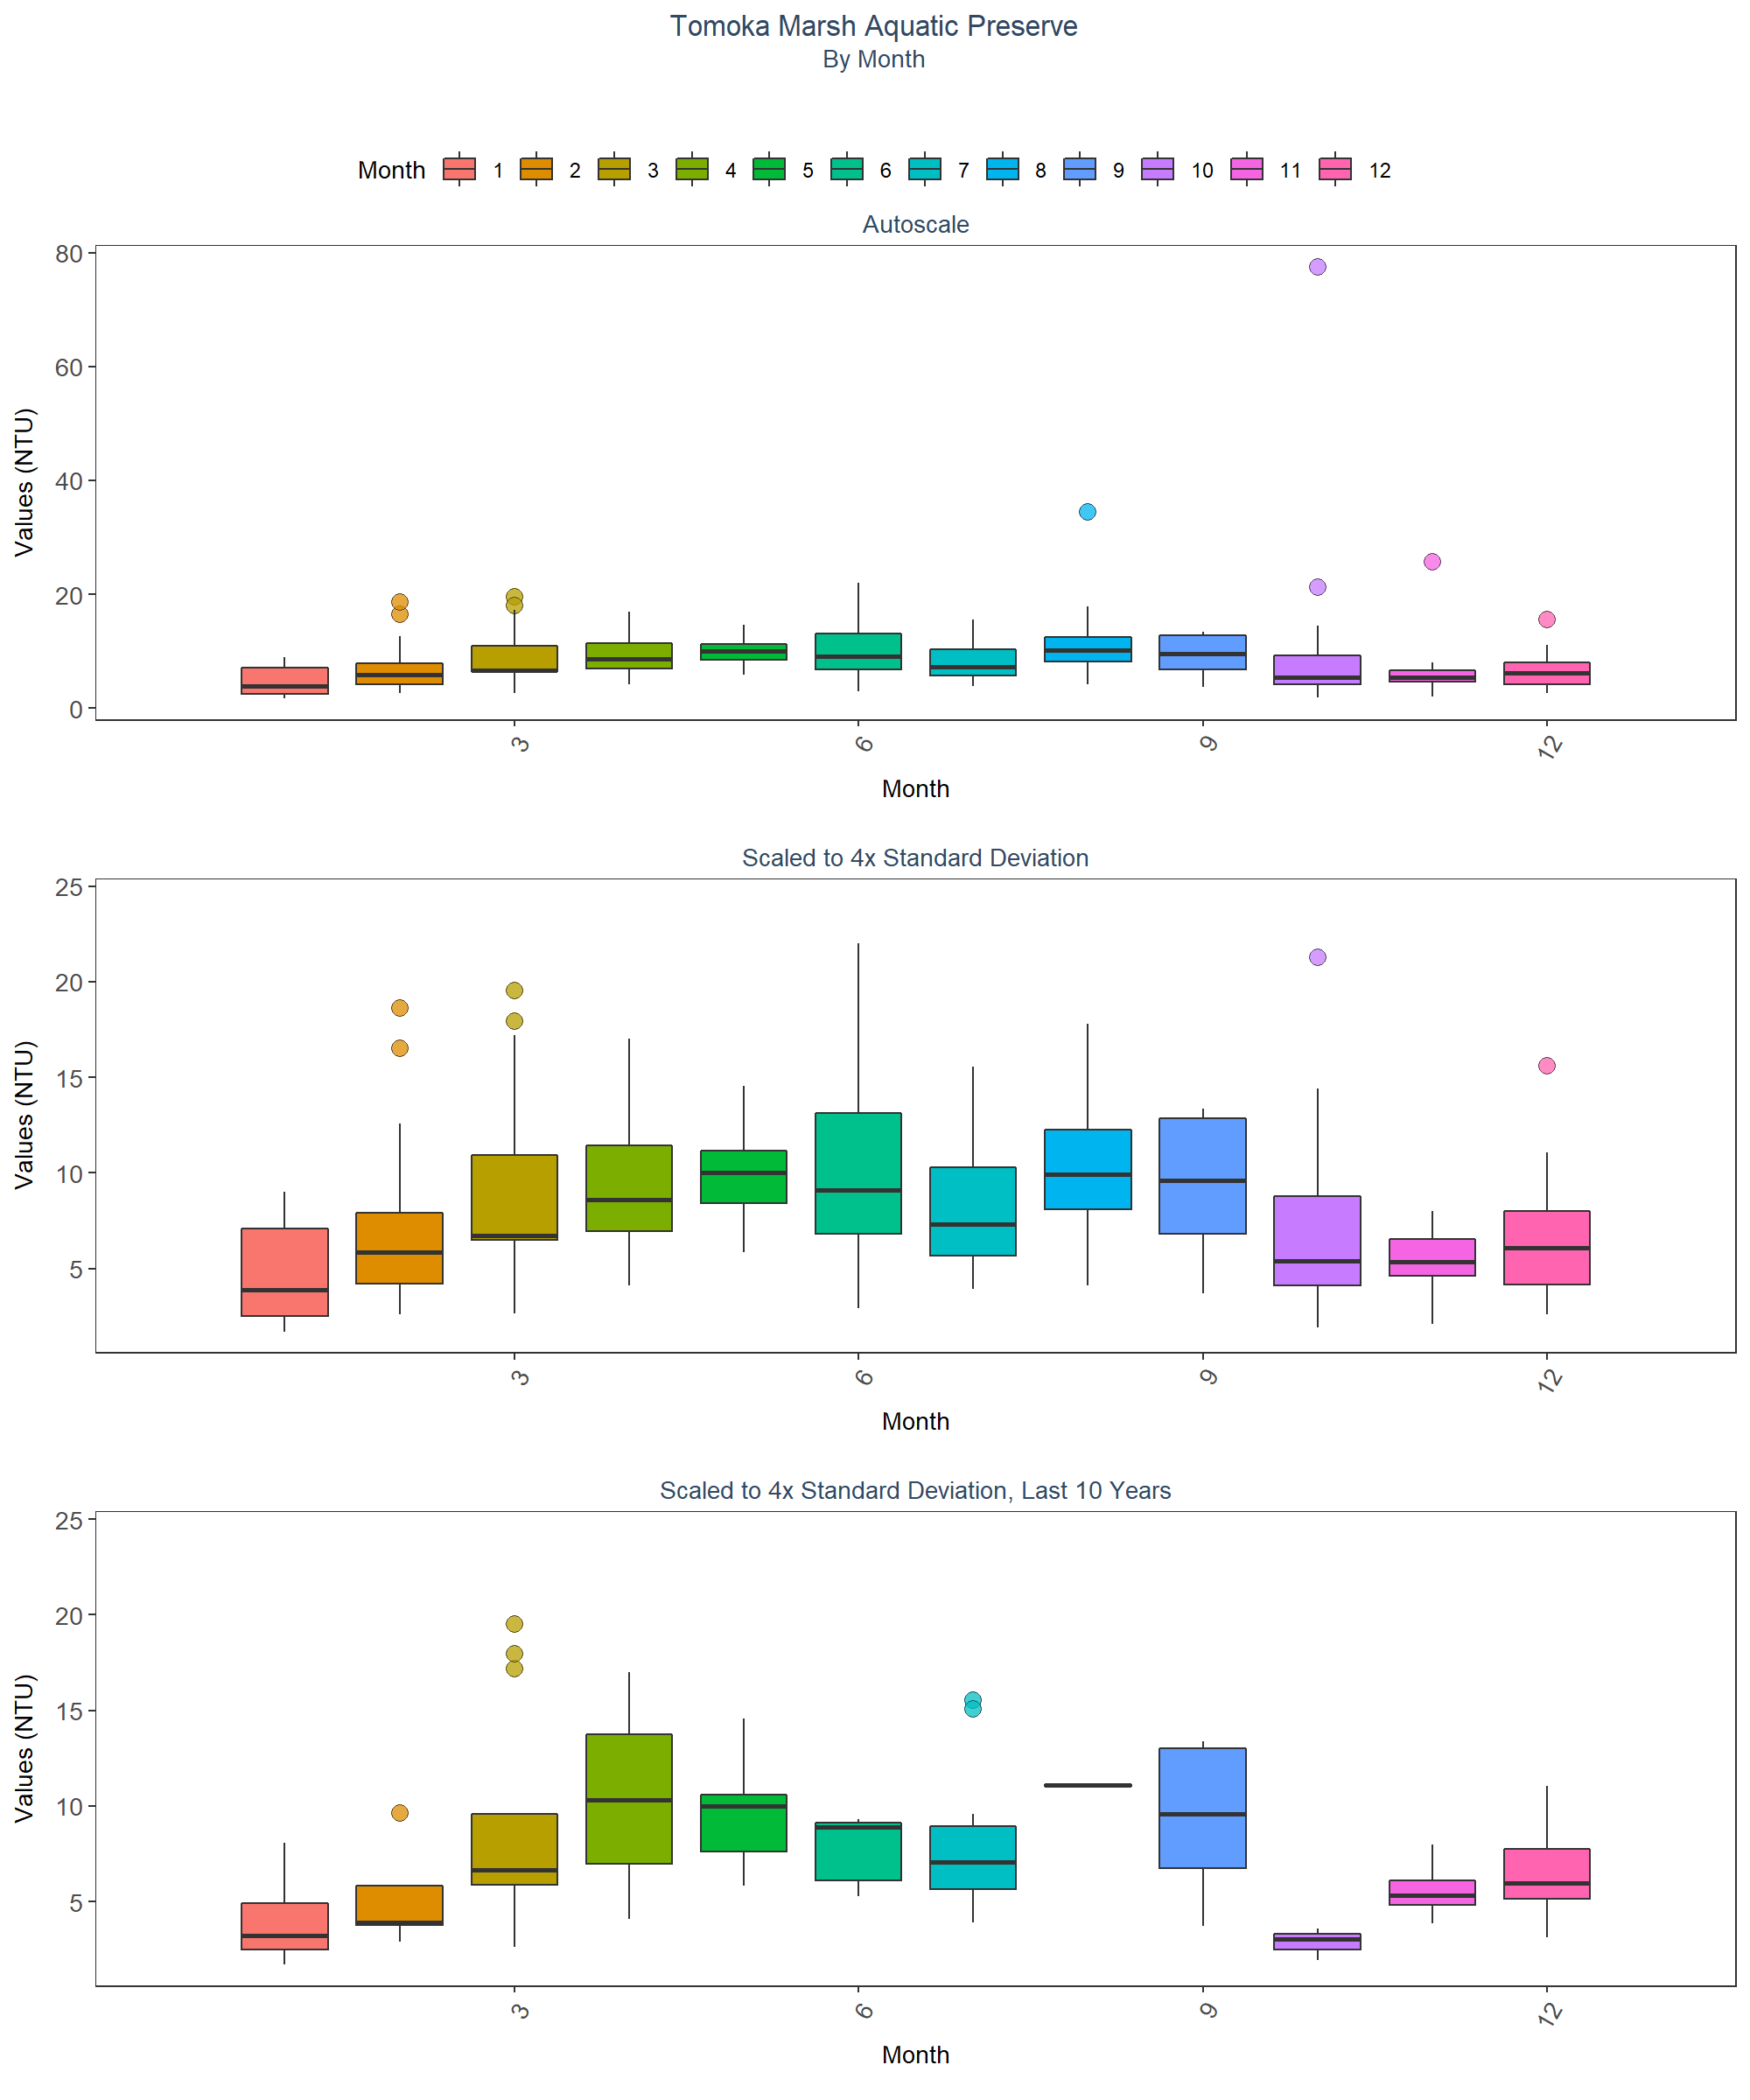 Tomoka Marsh Aquatic Preserve
By Month
Month 1 2 3 4 5 6 7 8 9 10 11 12
Autoscale
80
60
40
20
0
Values (NTU)
3 6 9 12
Month
Scaled to 4x Standard Deviation
25
20
15
10
5
Values (NTU)
3 6 9 12
Month
Scaled to 4x Standard Deviation, Last 10 Years
25
20
15
10
5
Values (NTU)
3 6 9 12
Month